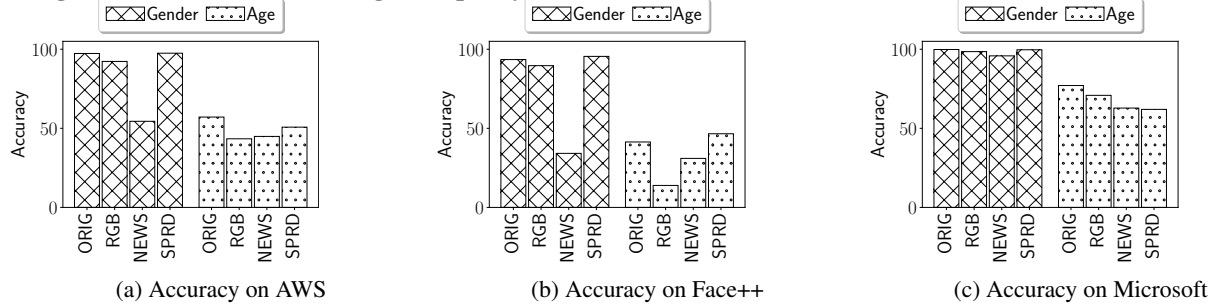 Gender Age
Gender Age
Gender Age
100
50
0
Accuracy
ORIG RGB NEWS SPRD ORIG RGB NEWS SPRD
100
50
0
Accuracy
ORIG RGB NEWS SPRD ORIG RGB NEWS SPRD
100
50
0
Accuracy
ORIG RGB NEWS SPRD ORIG RGB NEWS SPRD
(a) Accuracy on AWS
(b) Accuracy on Face++
(c) Accuracy on Microsoft